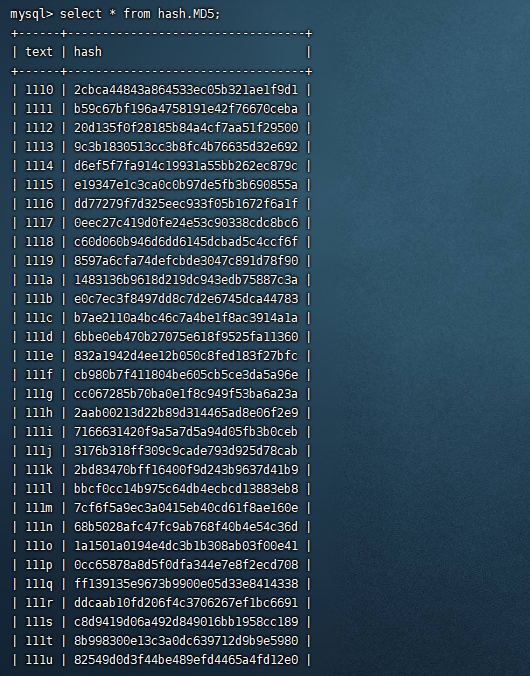 mysql> select * from hash.MD5;
+------+----------------------------------+
| text | hash                             |
+------+----------------------------------+
| 1110 | 2cbca44843a864533ec05b321ae1f9d1 |
| 1111 | b59c67bf196a4758191e42f76670ceba |
| 1112 | 20d135f0f28185b84a4cf7aa51f29500 |
| 1113 | 9c3b1830513cc3b8fc4b76635d32e692 |
| 1114 | d6ef5f7fa914c19931a55bb262ec879c |
| 1115 | e19347e1c3ca0c0b97de5fb3b690855a |
| 1116 | dd77279f7d325eec933f05b1672f6a1f |
| 1117 | 0eec27c419d0fe24e53c90338cdc8bc6 |
| 1118 | c60d060b946d6dd6145dcbad5c4ccf6f |
| 1119 | 8597a6cfa74defcbde3047c891d78f90 |
| 111a | 1483136b9618d219dc943edb75887c3a |
| 111b | e0c7ec3f8497dd8c7d2e6745dca44783 |
| 111c | b7ae2110a4bc46c7a4be1f8ac3914a1a |
| 111d | 6bbe0eb470b27075e618f9525fa11360 |
| 111e | 832a1942d4ee12b050c8fed183f27bfc |
| 111f | cb980b7f411804be605cb5ce3da5a96e |
| 111g | cc067285b70ba0e1f8c949f53ba6a23a |
| 111h | 2aab00213d22b89d314465ad8e06f2e9 |
| 111i | 7166631420f9a5a7d5a94d05fb3b0ceb |
| 111j | 3176b318ff309c9cade793d925d78cab |
| 111k | 2bd83470bff16400f9d243b9637d41b9 |
| 111l | bbcf0cc14b975c64db4ecbcd13883eb8 |
| 111m | 7cf6f5a9ec3a0415eb40cd61f8ae160e |
| 111n | 68b5028afc47fc9ab768f40b4e54c36d |
| 111o | 1a1501a0194e4dc3b1b308ab03f00e41 |
| 111p | 0cc65878a8d5f0dfa344e7e8f2ecd708 |
| 111q | ff139135e9673b9900e05d33e8414338 |
| 111r | ddcaab10fd206f4c3706267ef1bc6691 |
| 111s | c8d9419d06a492d849016bb1958cc189 |
| 111t | 8b998300e13c3a0dc639712d9b9e5980 |
| 111u | 82549d0d3f44be489efd4465a4fd12e0 |